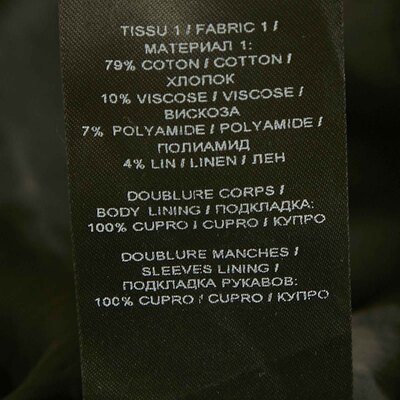 TISSU 1 / FABRIC 1 /
МАТЕРИАЛ 1:
79% COTON / COTTON /
ХЛОПОК
10% VISCOSE / VISCOSE /
ВИСКОЗА
7% POLYAMIDE / POLYAMIDE /
ПОЛИАМИД
4% LIN / LINEN / ЛЕН
DOUBLURE CORPS /
BODY LINING / ПОДКЛАДКА:
100% CUPRO / CUPRO / КУПРО
DOUBLURE MANCHES /
SLEEVES LINING /
ПОДКЛАДКА РУКАВОВ:
100% CUPRO / CUPRO / КУПРО